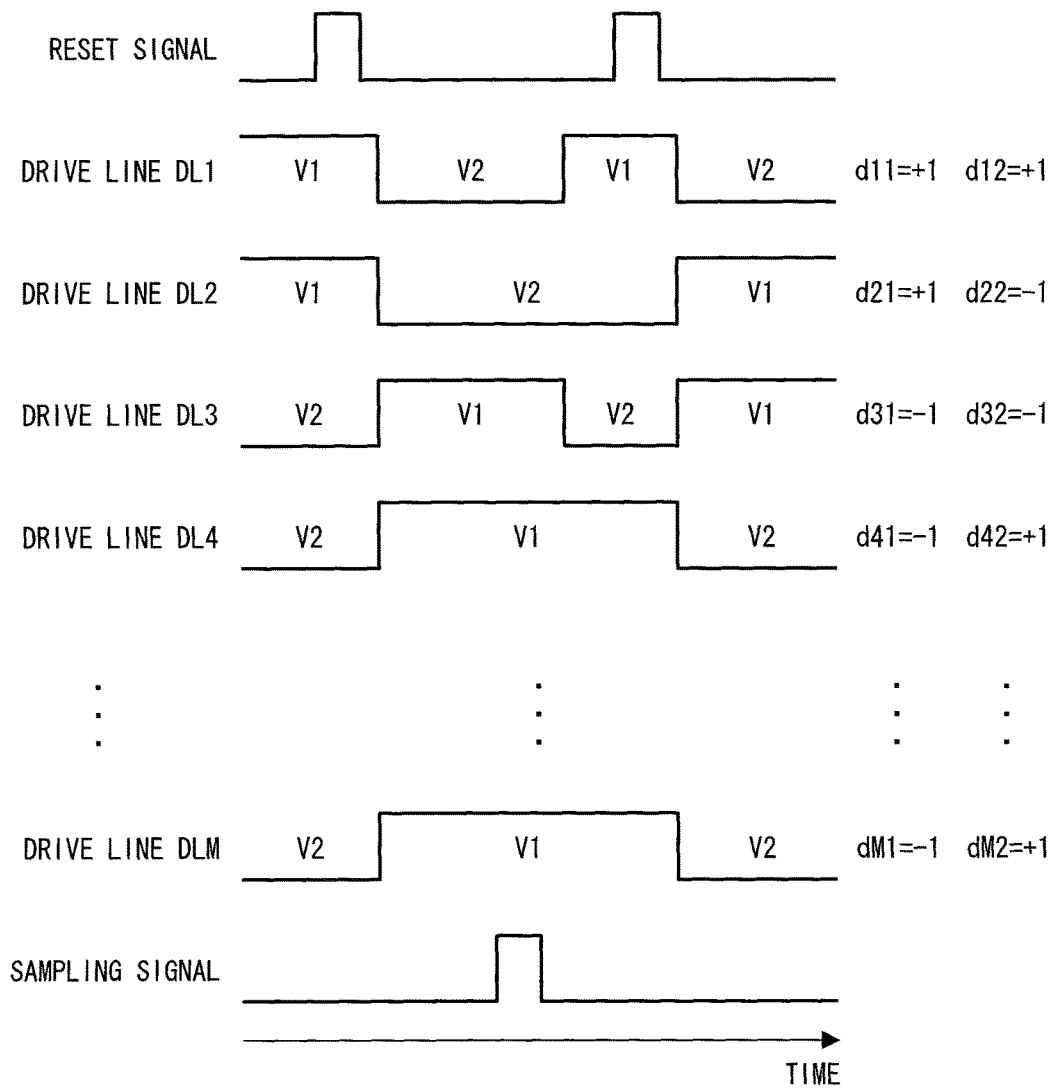 RESET SIGNAL
DRIVE LINE DL1 V1 V2 V1 V2 d11=+1 d12=+1
DRIVE LINE DL2 V1 V2 V1 d21=+1 d22=-1
DRIVE LINE DL3 V2 V1 V2 V1 d31=-1 d32=-1
DRIVE LINE DL4 V2 V1 V2 d41=-1 d42=+1
DRIVE LINE DLM V2 V1 V2 dM1=-1 dM2=+1
SAMPLING SIGNAL
TIME